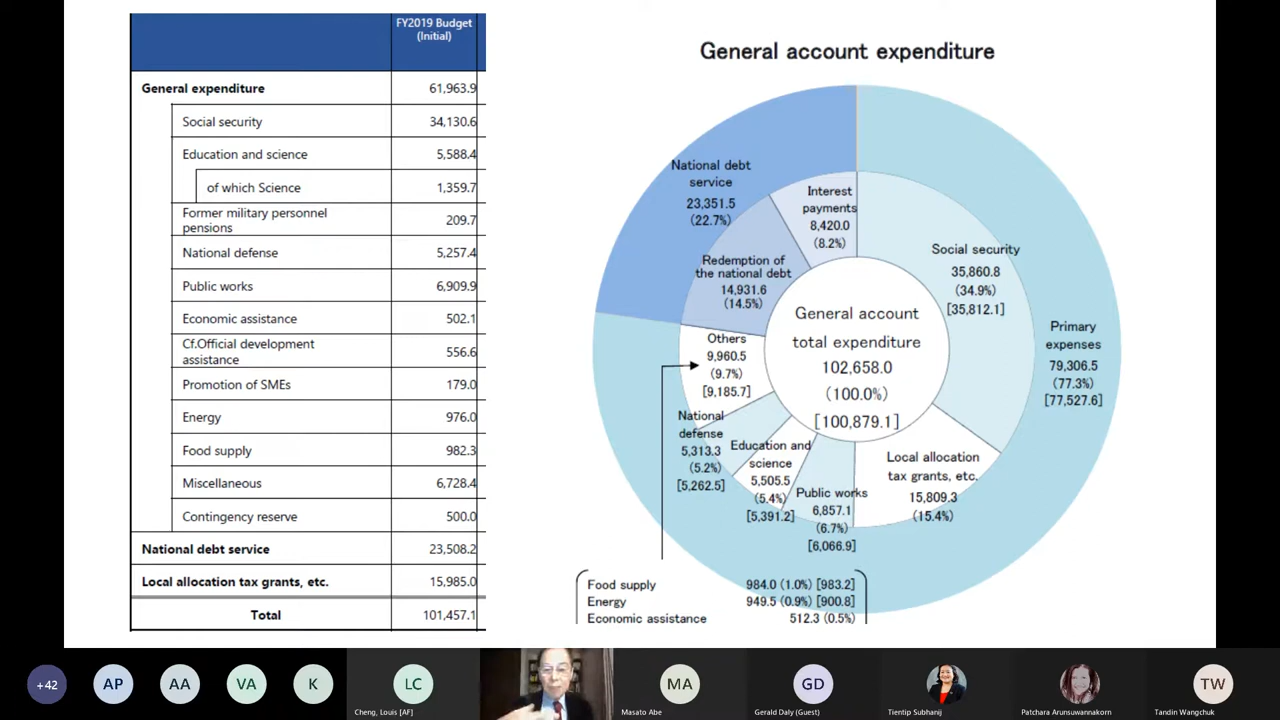 FY2019 Budget
(Initial)
General expenditure 61,963.9
Social security 34,130.6
Education and science 5,588.4
of which Science 1,359.7
Former military personnel
pensions 209.7
National defense 5,257.4
Public works 6,909.9
Economic assistance 502.1
Cf.Official development
assistance 556.6
Promotion of SMEs 179.0
Energy 976.0
Food supply 982.3
Miscellaneous 6,728.4
Contingency reserve 500.0
National debt service 23,508.2
Local allocation tax grants, etc. 15,985.0
Total 101,457.1
General account expenditure
National debt
service
23,351.5
(22.7%)
Interest
payments
8,420.0
(8.2%)
Redemption of
the national debt
14,931.6
(14.5%)
Social security
35,860.8
(34.9%)
[35,812.1]
Primary
expenses
79,306.5
(77.3%)
[77,527.6]
General account
total expenditure
102,658.0
(100.0%)
[100,879.1]
Others
9,960.5
(9.7%)
[9,185.7]
National
defense
5,313.3
(5.2%)
[5,262.5]
Education and
science
5,505.5
(5.4%)
[5,391.2]
Public works
6,857.1
(6.7%)
[6,066.9]
Local allocation
tax grants, etc.
15,809.3
(15.4%)
Food supply 984.0 (1.0%) [983.2]
Energy 949.5 (0.9%) [900.8]
Economic assistance 512.3 (0.5%)
+42
AP
AA
VA
K
LC
Cheng, Louis [AF]
MA
Masato Abe
GD
Gerald Daly (Guest)
Tientip Subhanij
Patchara Arunsuwannakorn
TW
Tandin Wangchuk